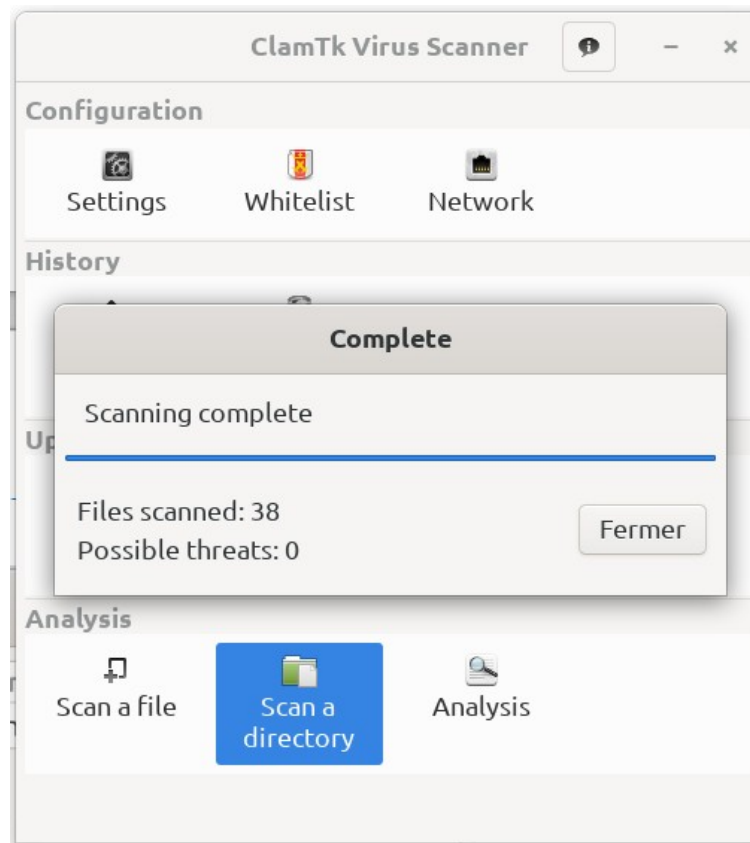 ClamTk Virus Scanner
Configuration
Settings
Whitelist
Network
History
Complete
Scanning complete
Up
Files scanned: 38
Possible threats: 0
Fermer
Analysis
Scan a file
Scan a
directory
Analysis